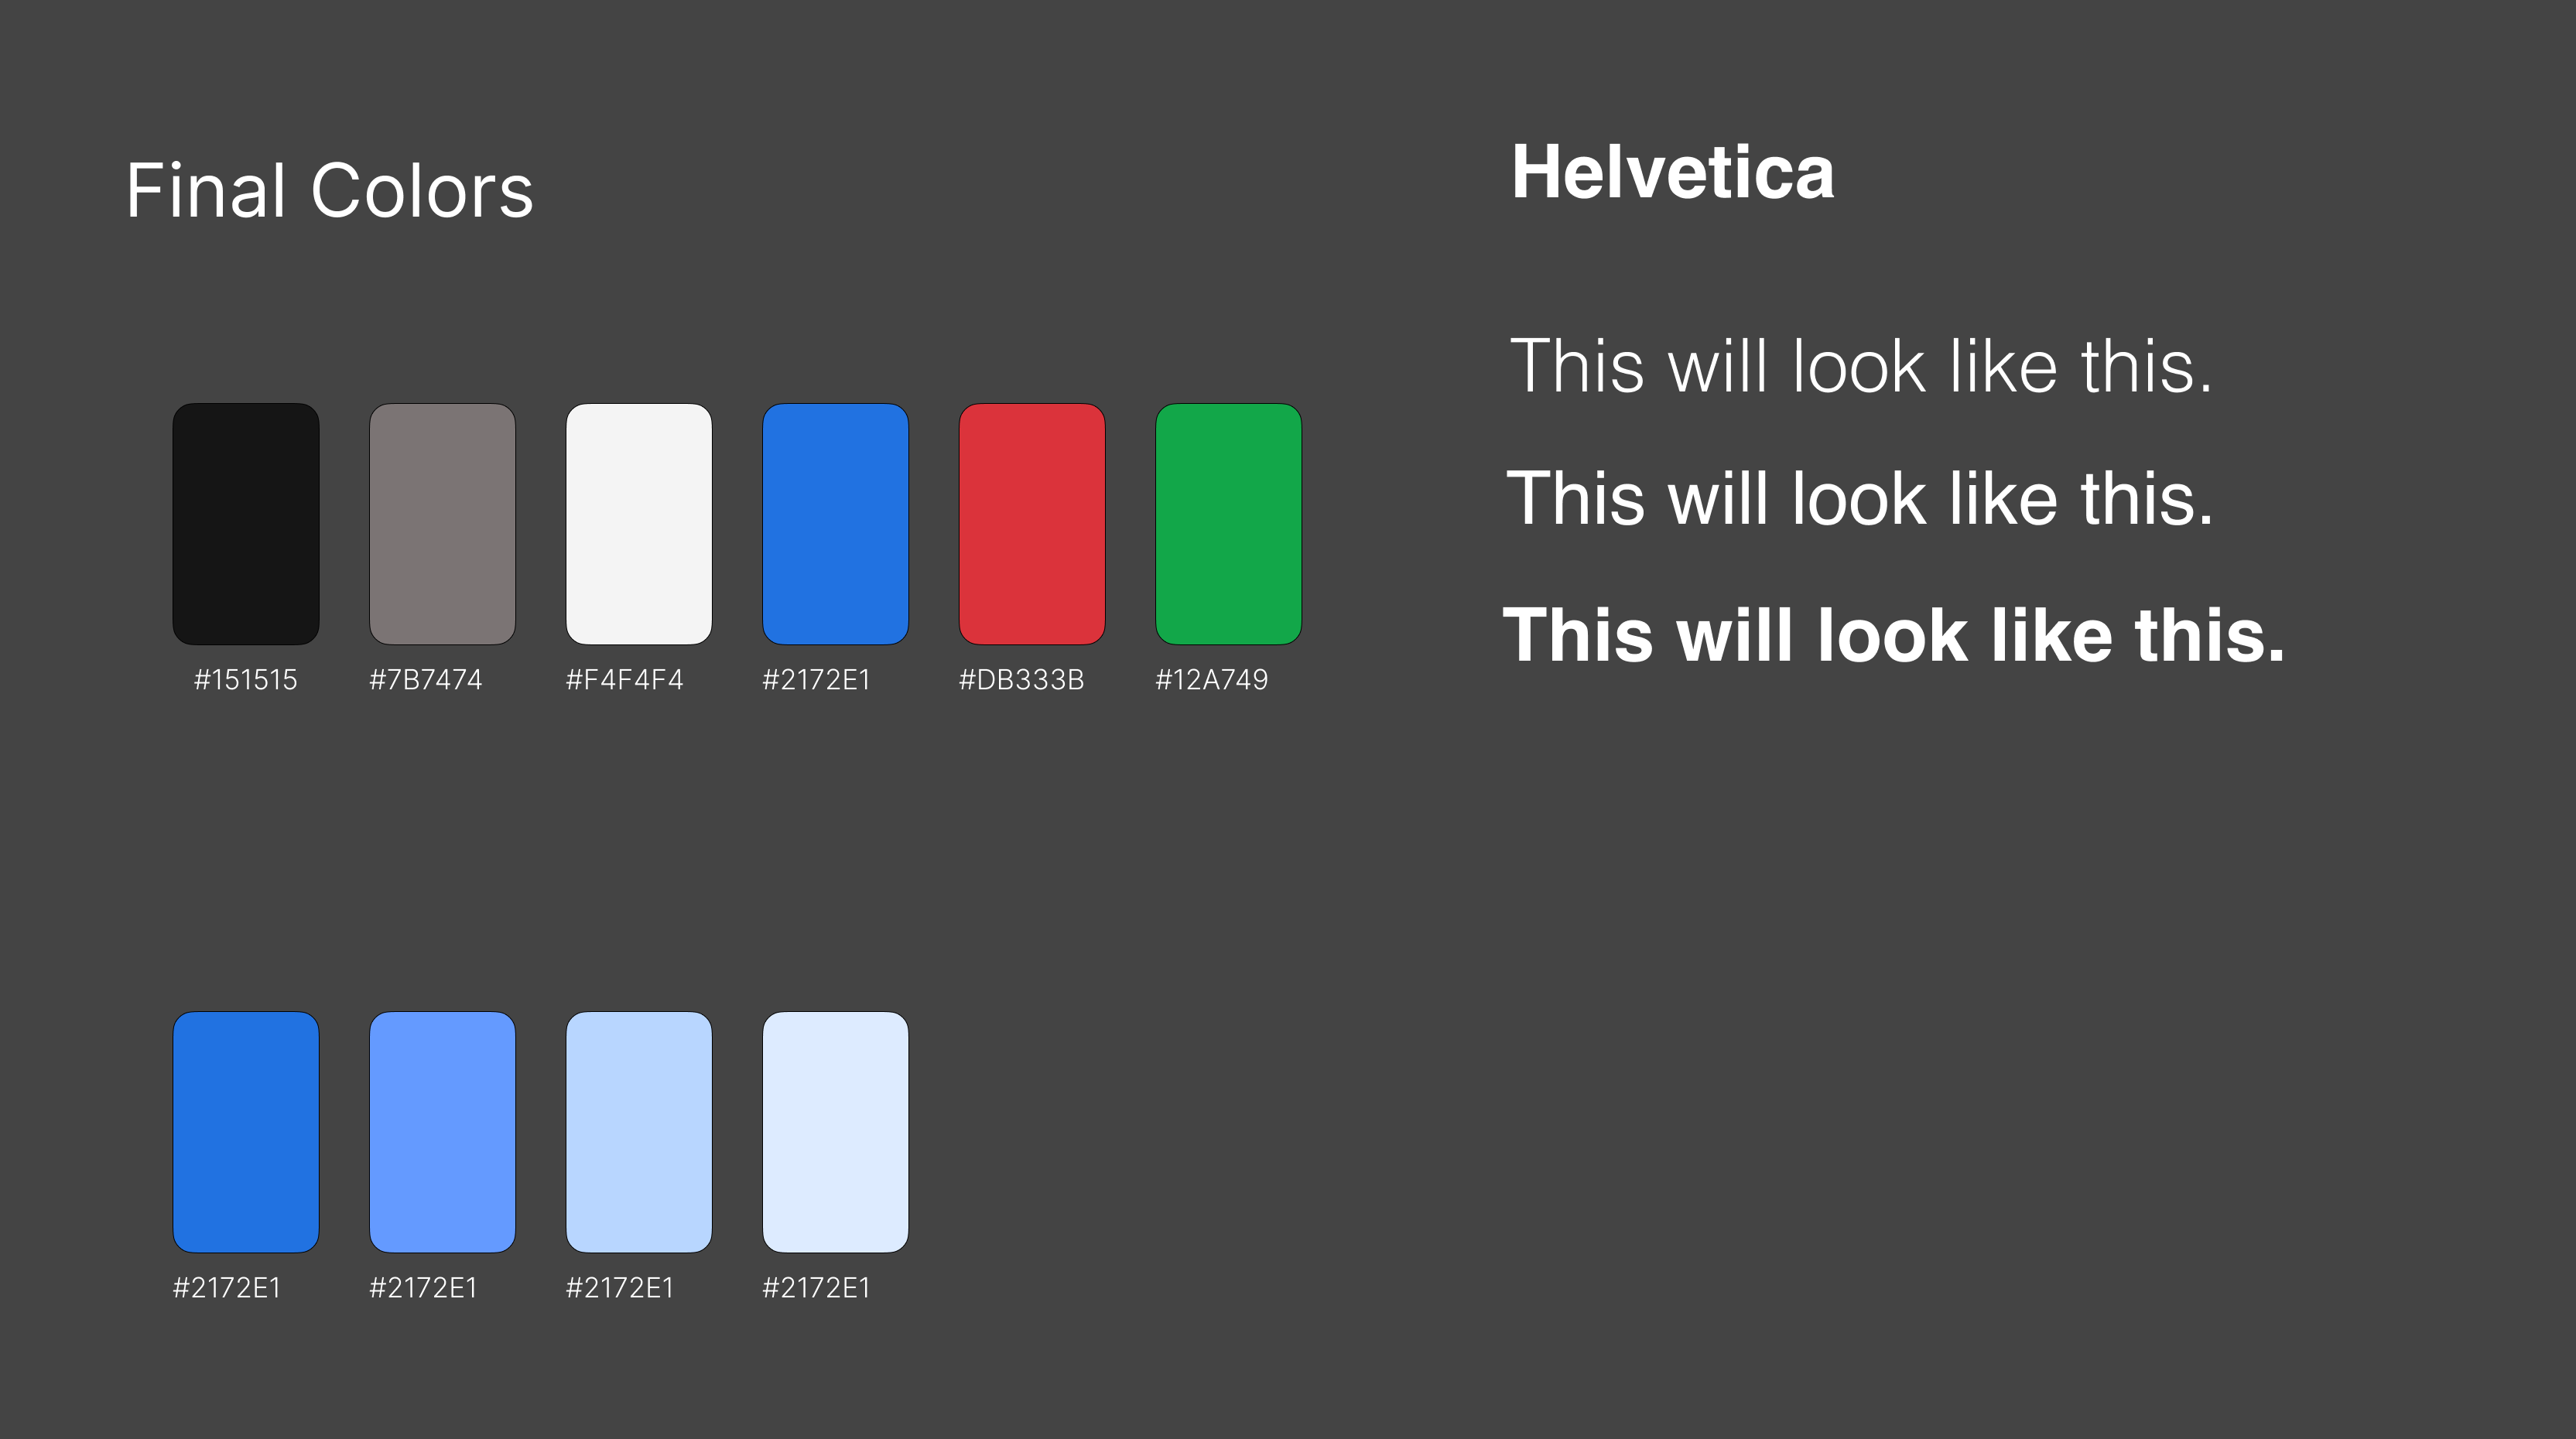 Final Colors
#151515
#7B7474
#F4F4F4
#2172E1
#DB333B
#12A749
#2172E1
#2172E1
#2172E1
#2172E1
Helvetica
This will look like this.
This will look like this.
This will look like this.